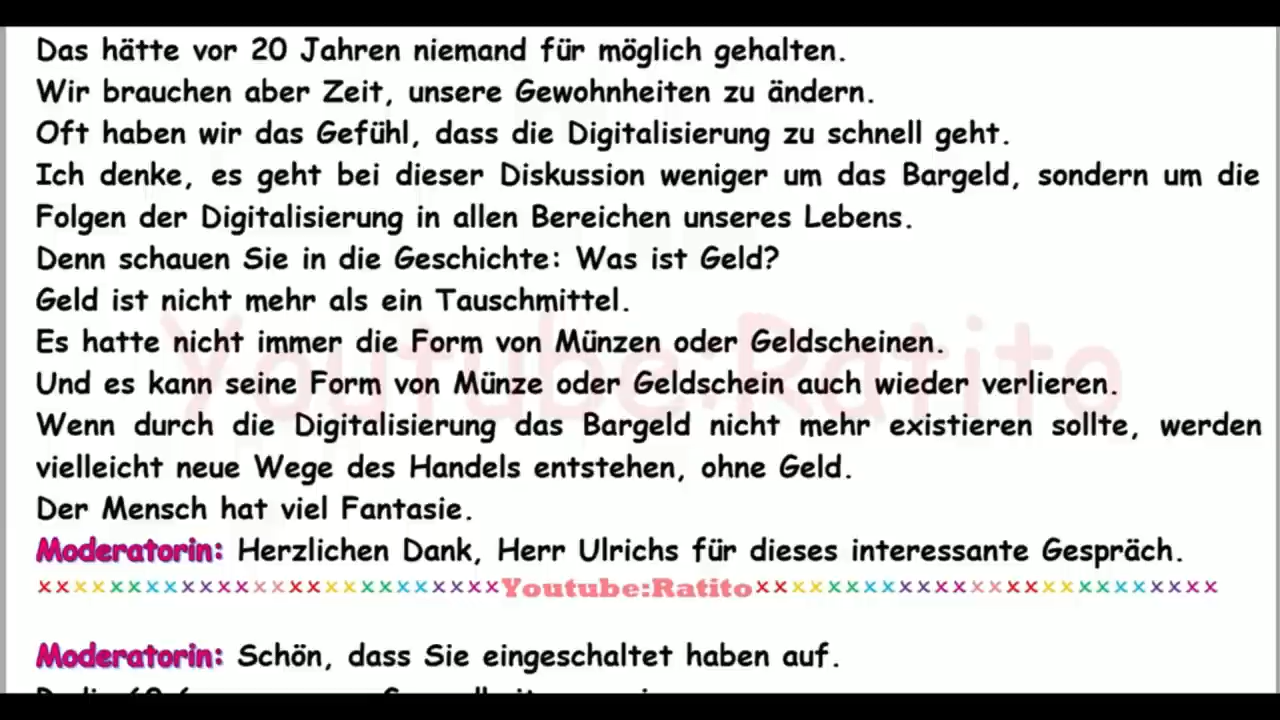 Das hätte vor 20 Jahren niemand für möglich gehalten.
Wir brauchen aber Zeit, unsere Gewohnheiten zu ändern.
Oft haben wir das Gefühl, dass die Digitalisierung zu schnell geht.
Ich denke, es geht bei dieser Diskussion weniger um das Bargeld, sondern um die
Folgen der Digitalisierung in allen Bereichen unseres Lebens.
Denn schauen Sie in die Geschichte: Was ist Geld?
Geld ist nicht mehr als ein Tauschmittel.
Es hatte nicht immer die Form von Münzen oder Geldscheinen.
Und es kann seine Form von Münze oder Geldschein auch wieder verlieren.
Wenn durch die Digitalisierung das Bargeld nicht mehr existieren sollte, werden
vielleicht neue Wege des Handels entstehen, ohne Geld.
Der Mensch hat viel Fantasie.
Moderatorin: Herzlichen Dank, Herr Ulrichs für dieses interessante Gespräch.
Youtube:Ratito
Moderatorin: Schön, dass Sie eingeschaltet haben auf.
Youtube:Ratito